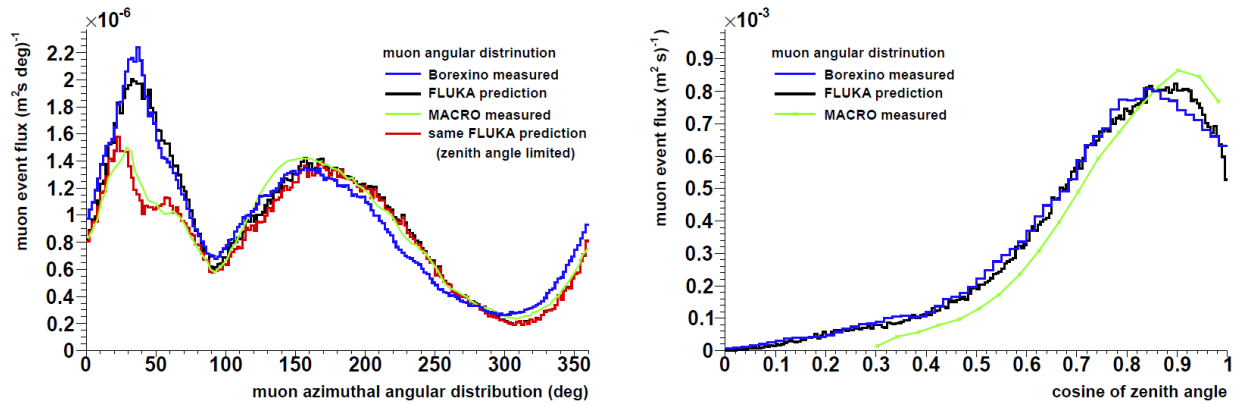 ×10⁻⁶
muon event flux (m²s deg)⁻¹
2.2
2
1.8
1.6
1.4
1.2
1
0.8
0.6
0.4
0.2
0
muon angular distrinution
Borexino measured
FLUKA prediction
MACRO measured
same FLUKA prediction
(zenith angle limited)
0 50 100 150 200 250 300 350
muon azimuthal angular distribution (deg)
×10⁻³
muon event flux (m² s)⁻¹
0.9
0.8
0.7
0.6
0.5
0.4
0.3
0.2
0.1
0
muon angular distrinution
Borexino measured
FLUKA prediction
MACRO measured
0 0.1 0.2 0.3 0.4 0.5 0.6 0.7 0.8 0.9 1
cosine of zenith angle